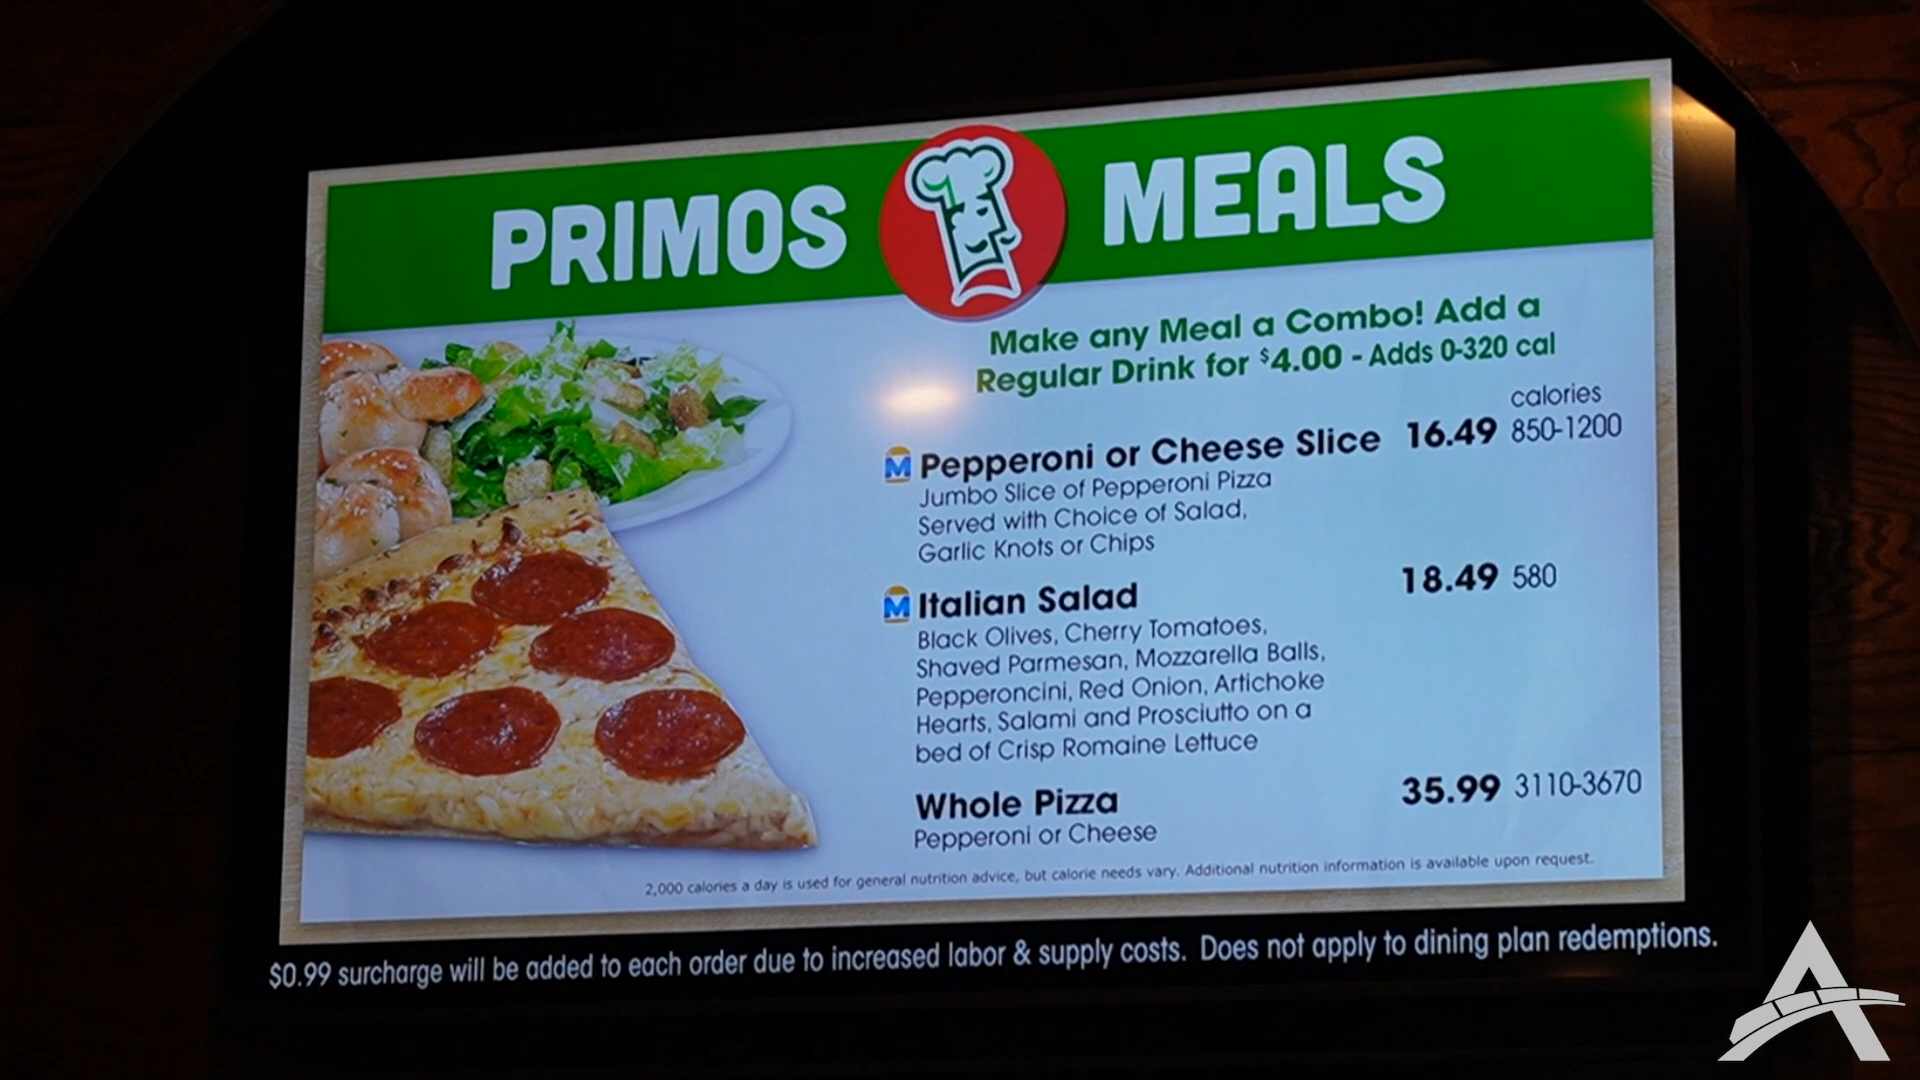 PRIMOS MEALS
Make any Meal a Combo! Add a
Regular Drink for $4.00 - Adds 0-320 cal
calories
M Pepperoni or Cheese Slice 16.49 850-1200
Jumbo Slice of Pepperoni Pizza
Served with Choice of Salad,
Garlic Knots or Chips
M Italian Salad 18.49 580
Black Olives, Cherry Tomatoes,
Shaved Parmesan, Mozzarella Balls,
Pepperoncini, Red Onion, Artichoke
Hearts, Salami and Prosciutto on a
bed of Crisp Romaine Lettuce
Whole Pizza 35.99 3110-3670
Pepperoni or Cheese
2,000 calories a day is used for general nutrition advice, but calorie needs vary. Additional nutrition information is available upon request.
$0.99 surcharge will be added to each order due to increased labor & supply costs. Does not apply to dining plan redemptions.
A